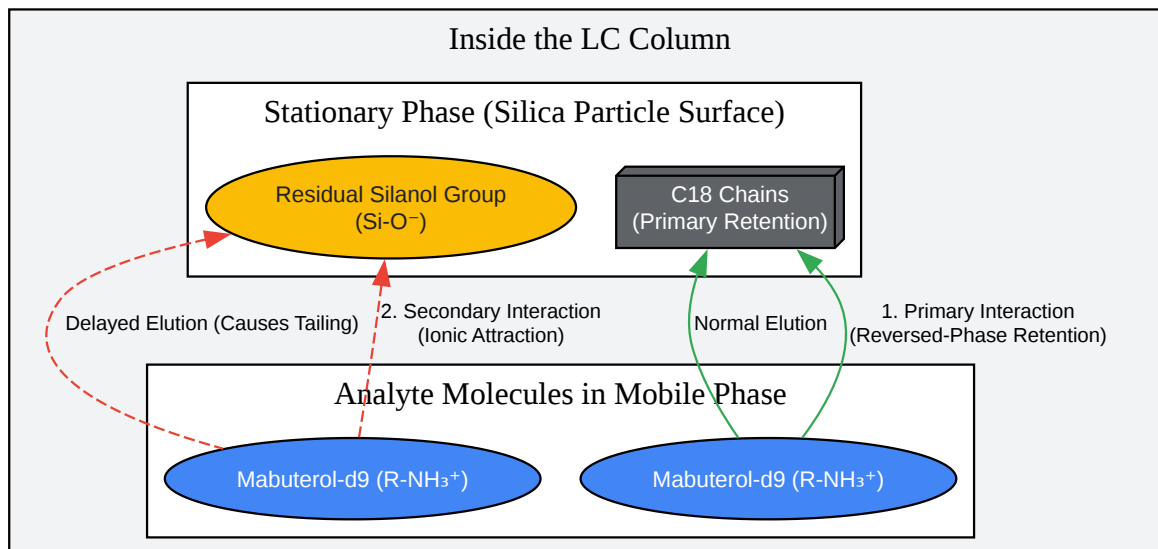 Inside the LC Column
Stationary Phase (Silica Particle Surface)
Residual Silanol Group
(Si-O⁻)
C18 Chains
(Primary Retention)
Delayed Elution (Causes Tailing)
2. Secondary Interaction
(Ionic Attraction)
Normal Elution
1. Primary Interaction
(Reversed-Phase Retention)
Analyte Molecules in Mobile Phase
Mabuterol-d9 (R-NH₃⁺)
Mabuterol-d9 (R-NH₃⁺)